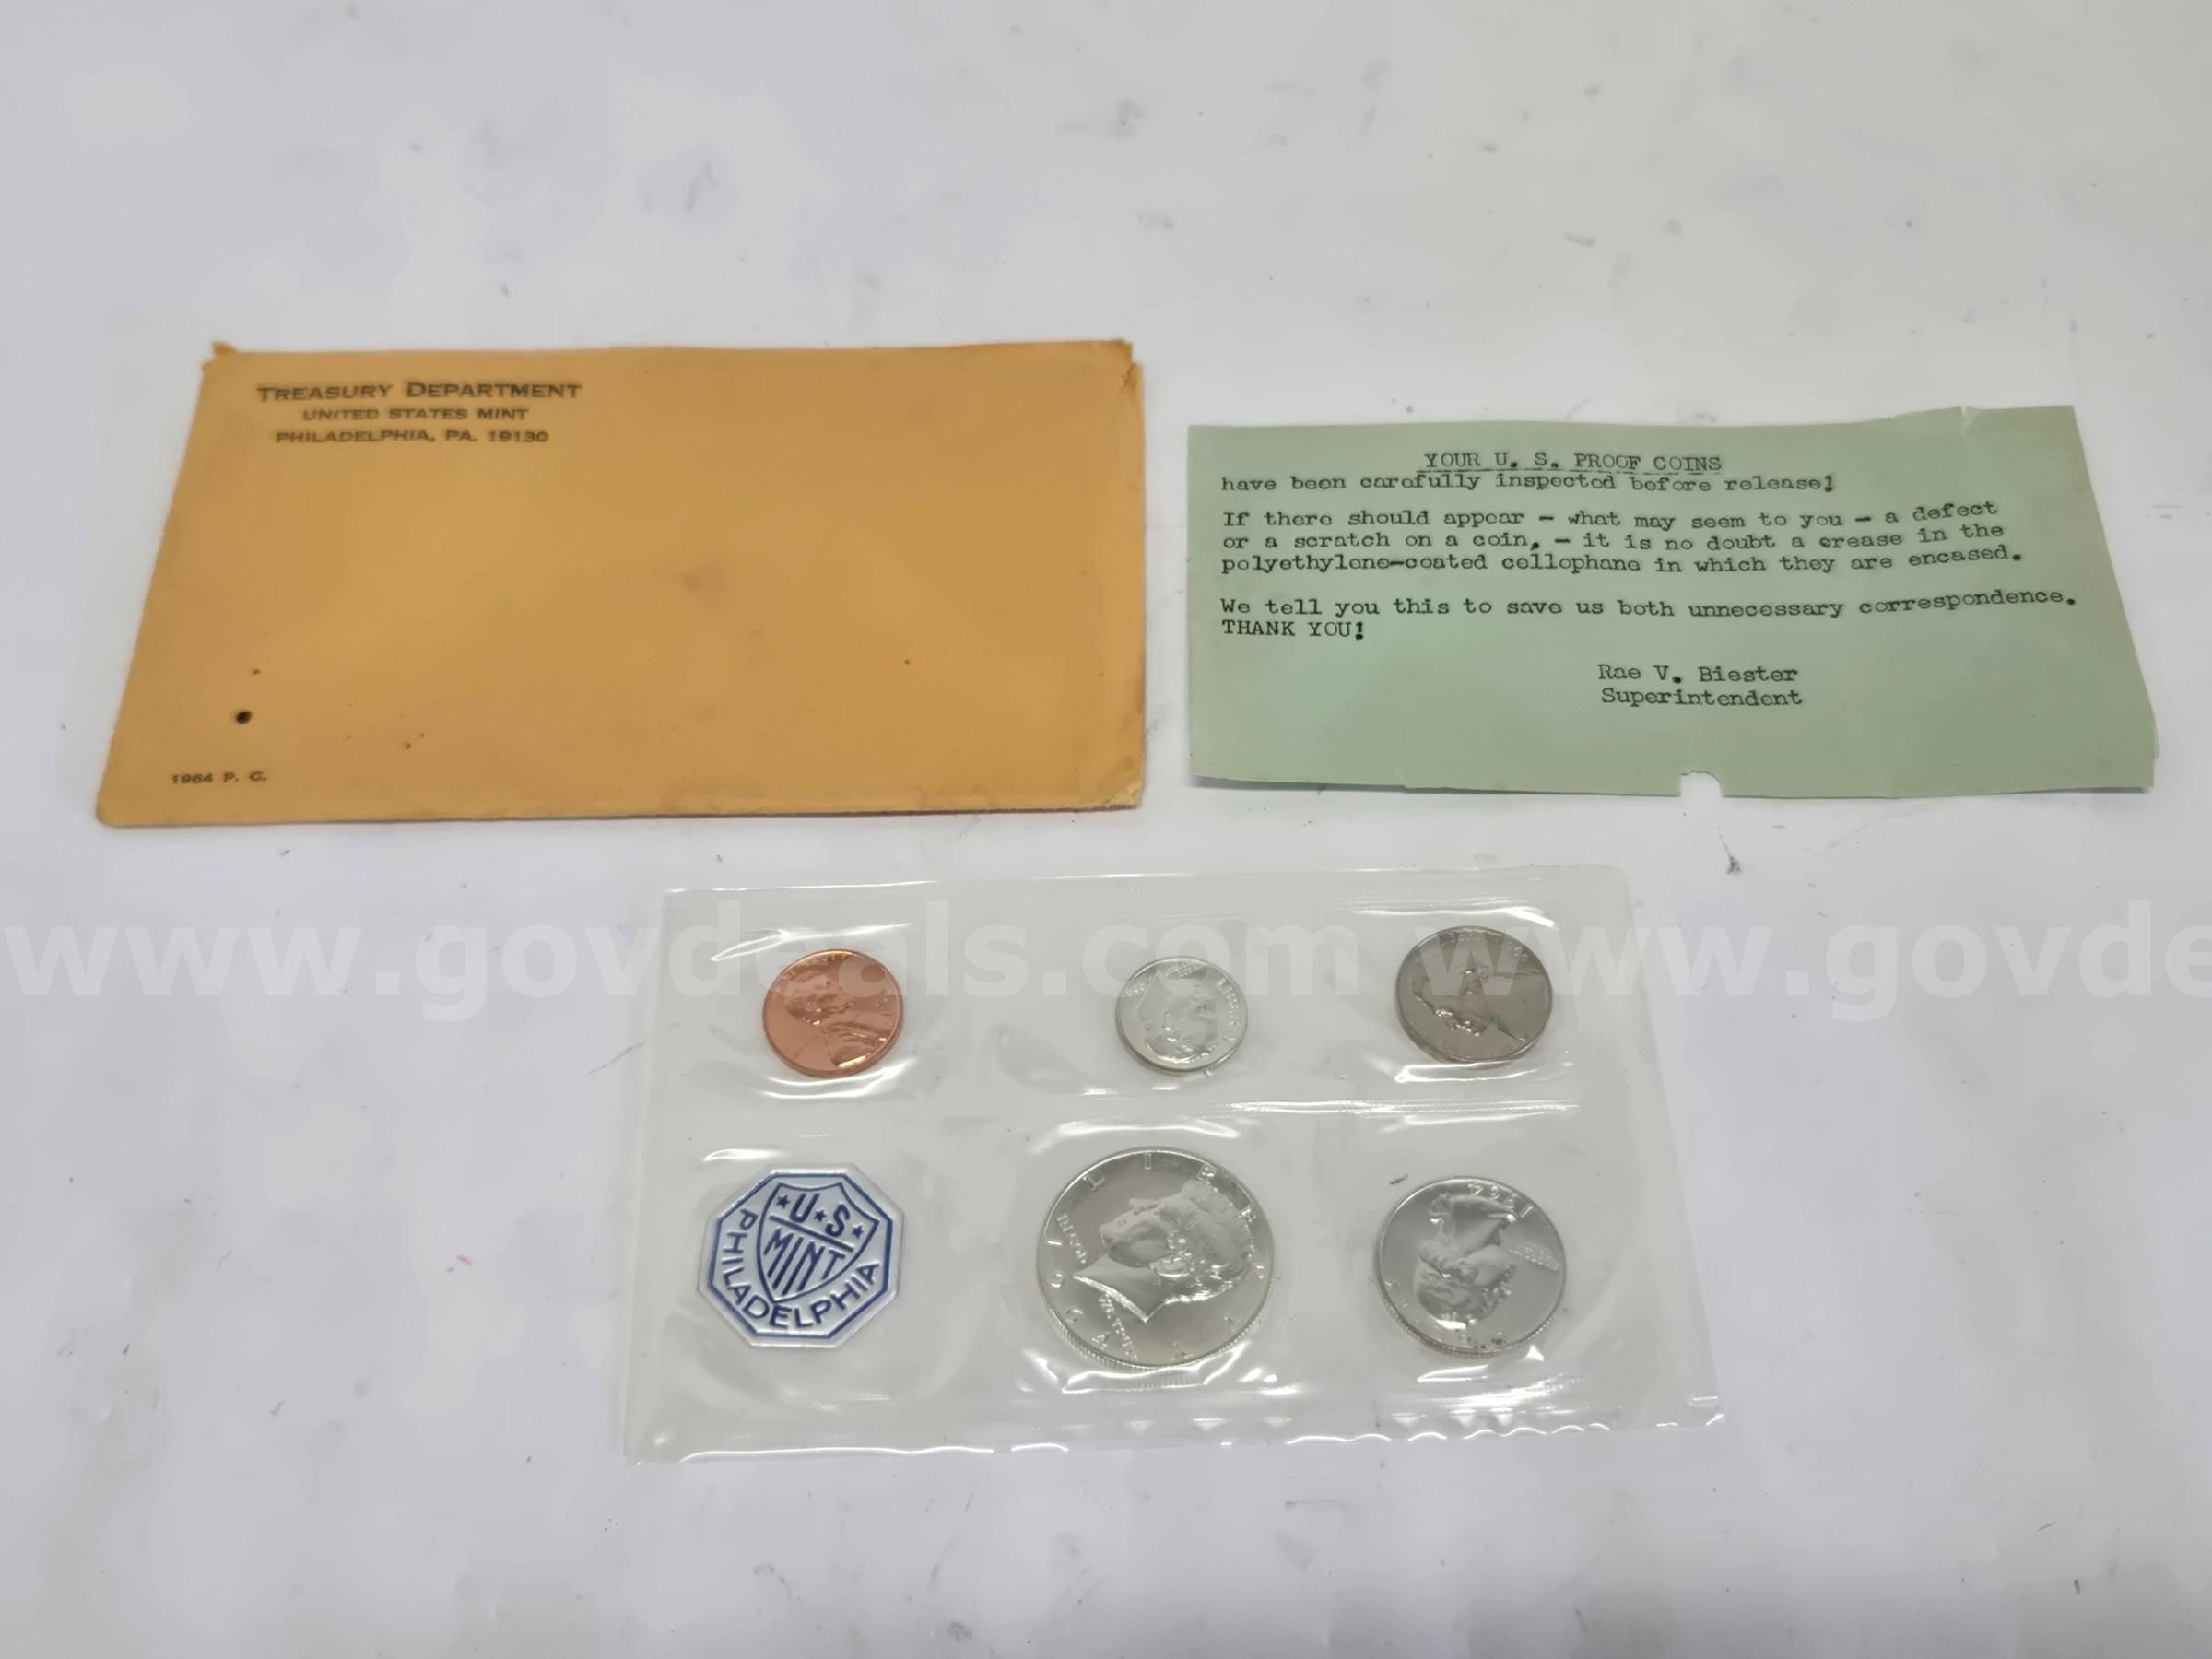 TREASURY DEPARTMENT
UNITED STATES MINT
PHILADELPHIA, PA. 19130
1964 P. C.
YOUR U. S. PROOF COINS
have been carefully inspected before release!
If there should appear - what may seem to you - a defect
or a scratch on a coin, - it is no doubt a crease in the
polyethylene-coated cellophane in which they are encased.
We tell you this to save us both unnecessary correspondence.
THANK YOU!
Rae V. Biester
Superintendent
www.govdeals.com www.govde
U.S.
MINT
PHILADELPHIA
LIBERTY
1964
1964